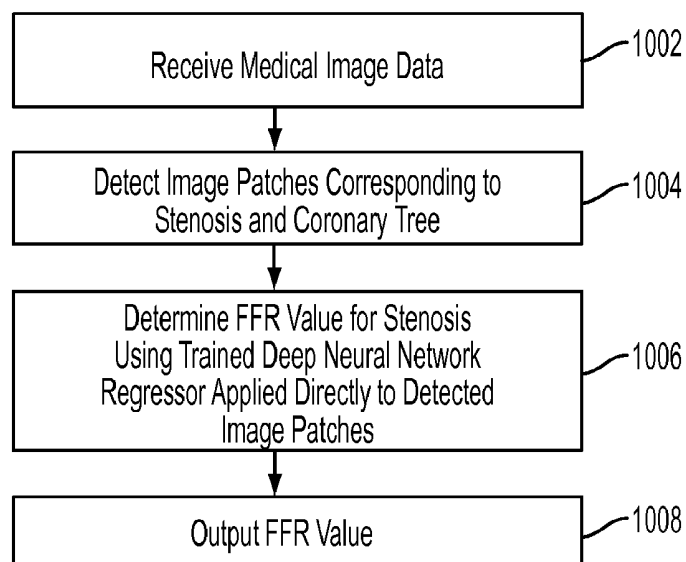 Receive Medical Image Data
1002
Detect Image Patches Corresponding to
Stenosis and Coronary Tree
1004
Determine FFR Value for Stenosis
Using Trained Deep Neural Network
Regressor Applied Directly to Detected
Image Patches
1006
Output FFR Value
1008